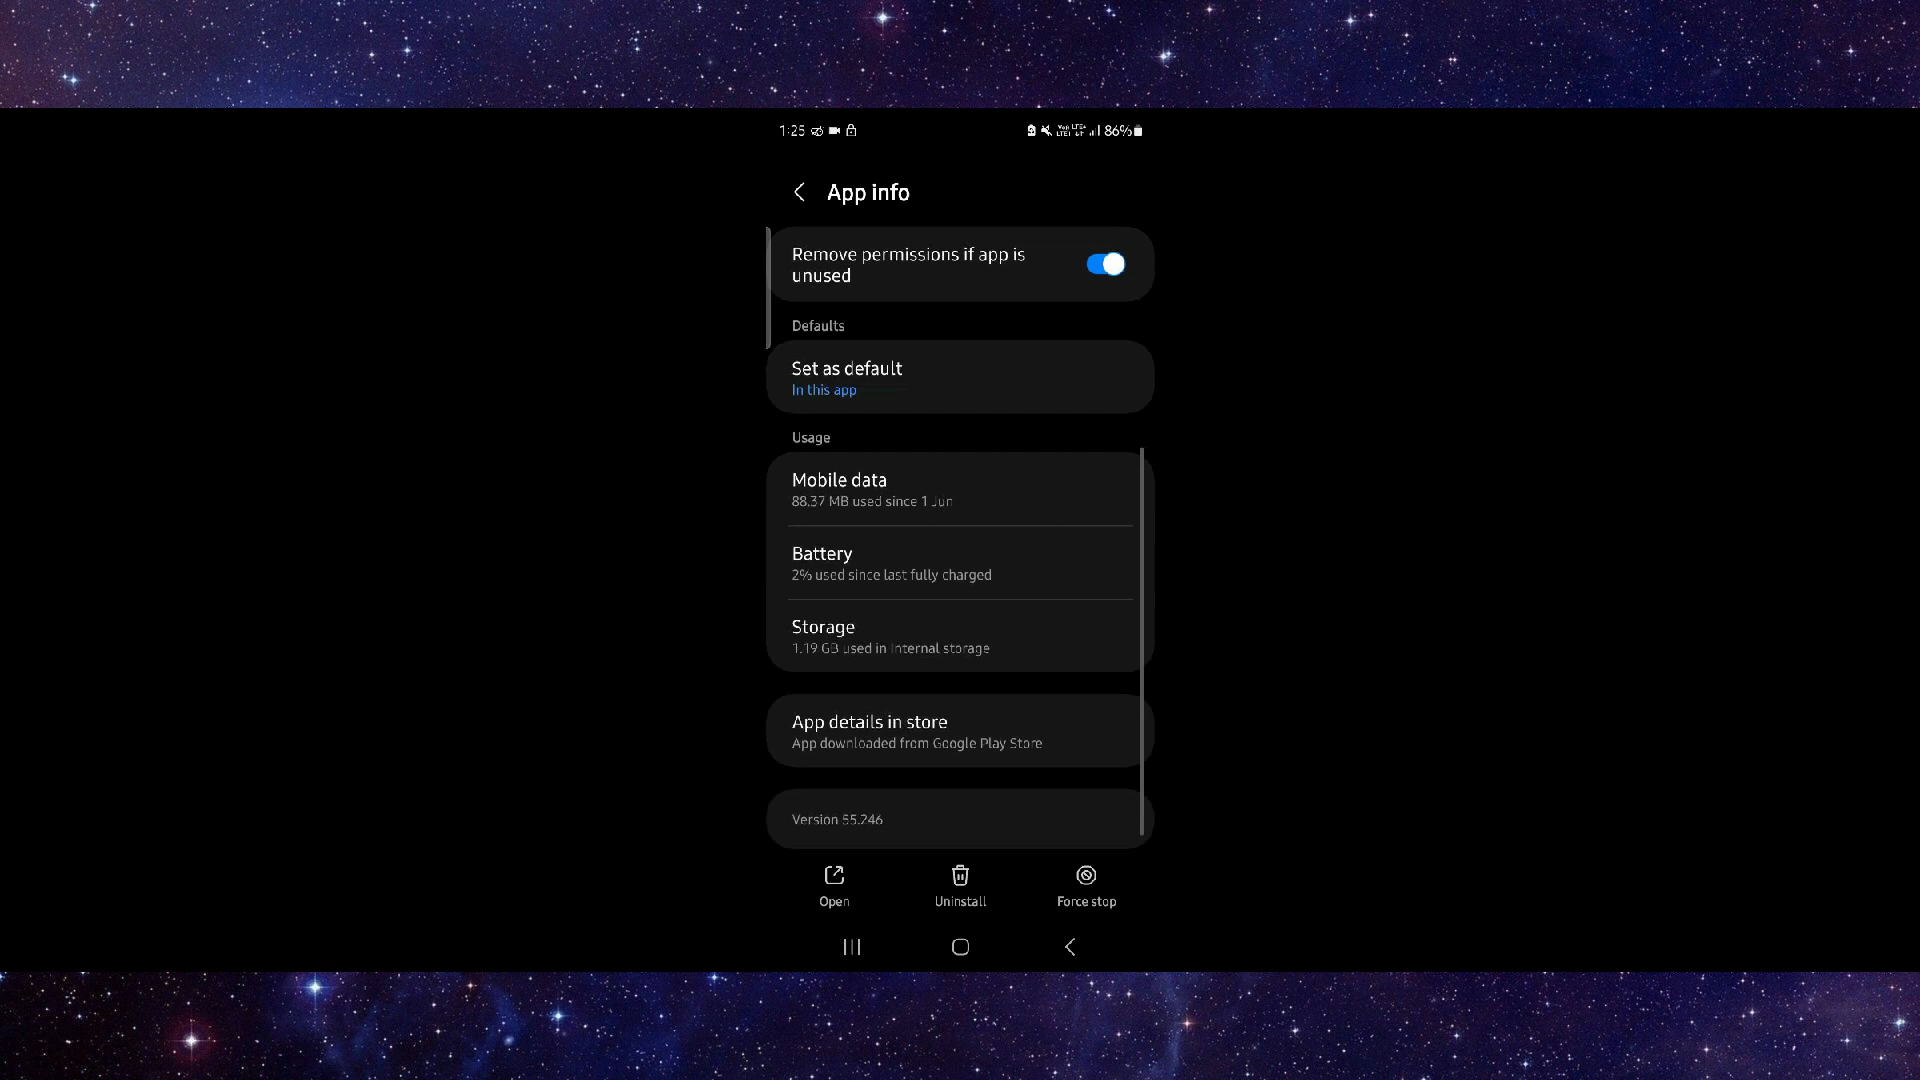 1:25 86%
App info
Remove permissions if app is
unused
Defaults
Set as default
In this app
Usage
Mobile data
88.37 MB used since 1 Jun
Battery
2% used since last fully charged
Storage
1.19 GB used in Internal storage
App details in store
App downloaded from Google Play Store
Version 55.246
Open Uninstall Force stop